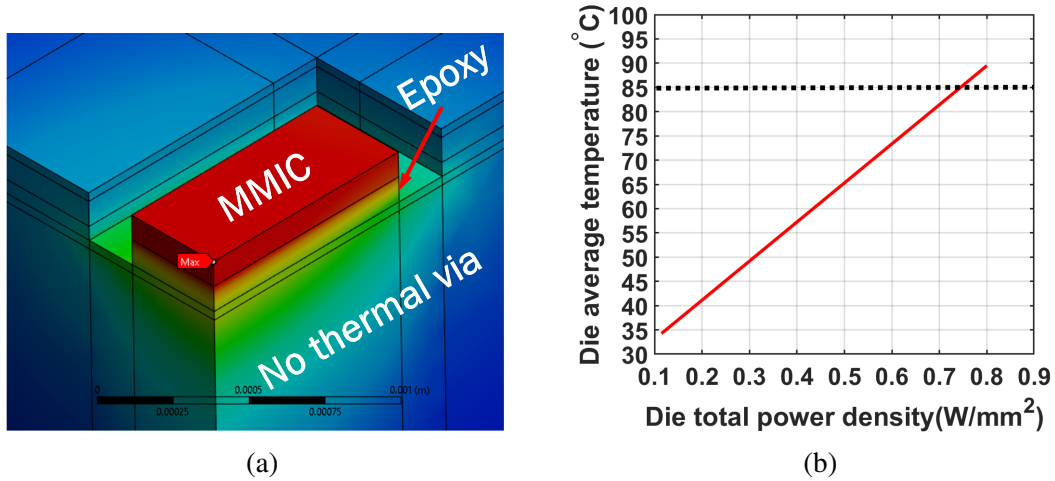 Epoxy
MMIC
Max
No thermal via
0 0.0005 0.001 (m)
0.00025 0.00075
(a)
Die average temperature (°C)
100
95
90
85
80
75
70
65
60
55
50
45
40
35
30
0.1 0.2 0.3 0.4 0.5 0.6 0.7 0.8 0.9
Die total power density(W/mm²)
(b)